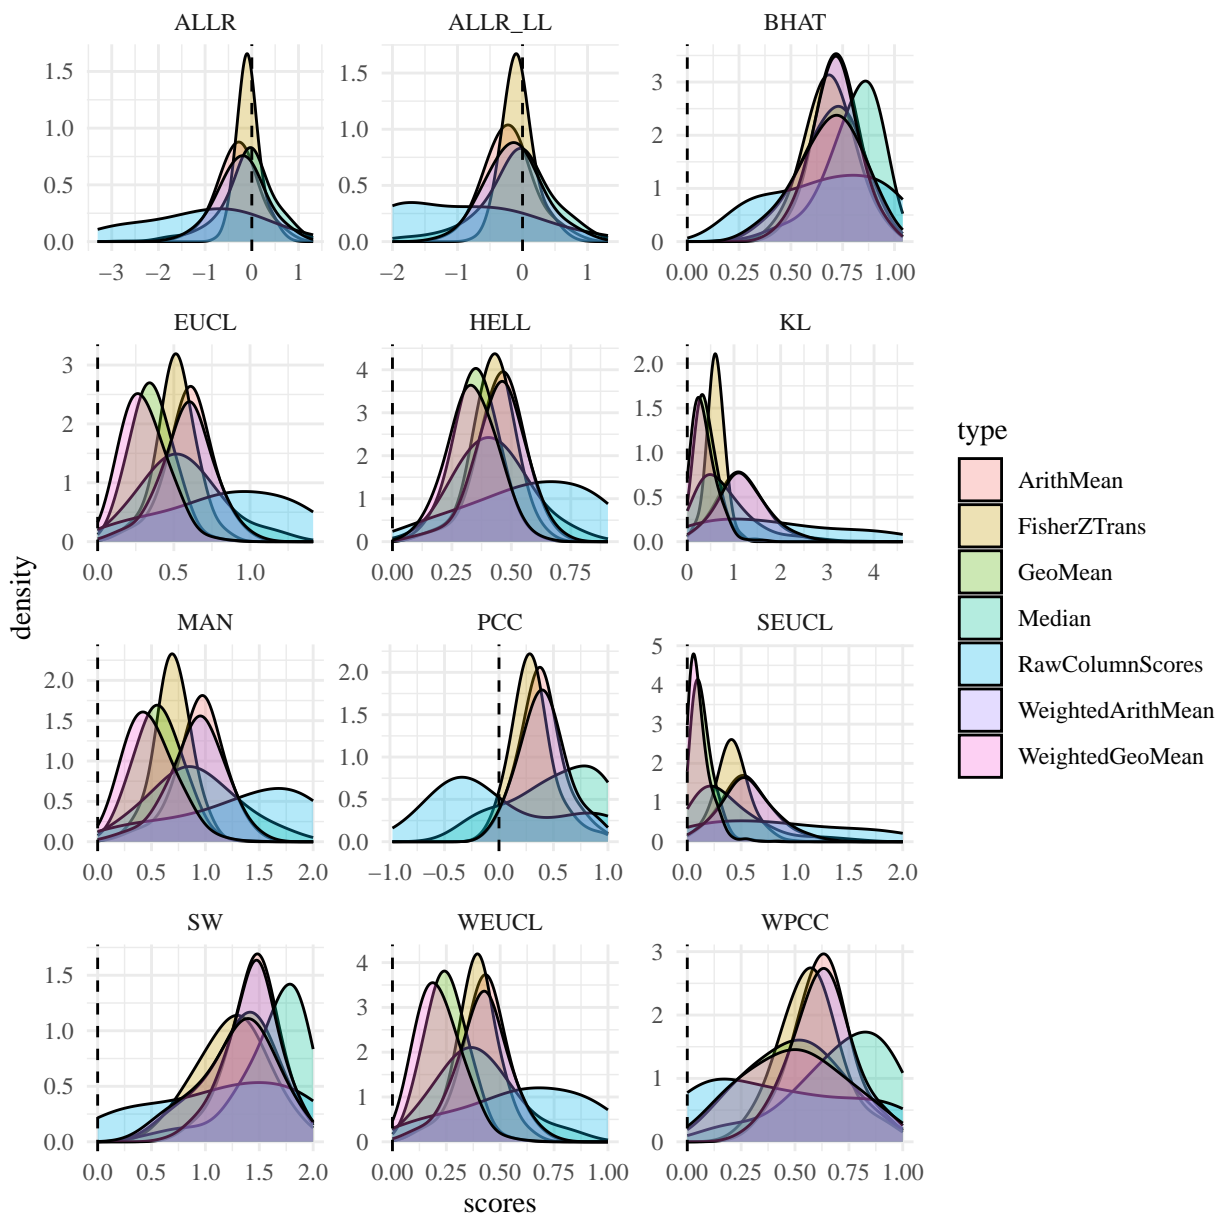 ALLR ALLR_LL BHAT
1.5
1.0
0.5
0.0
−3 −2 −1 0 1
1.5
1.0
0.5
0.0
−2 −1 0 1
3
2
1
0
0.00 0.25 0.50 0.75 1.00
EUCL HELL KL
3
2
1
0
0.0 0.5 1.0
4
3
2
1
0
0.00 0.25 0.50 0.75
2.0
1.5
1.0
0.5
0.0
0 1 2 3 4
MAN PCC SEUCL
2.0
1.5
1.0
0.5
0.0
0.0 0.5 1.0 1.5 2.0
2.0
1.5
1.0
0.5
0.0
−1.0 −0.5 0.0 0.5 1.0
5
4
3
2
1
0
0.0 0.5 1.0 1.5 2.0
SW WEUCL WPCC
1.5
1.0
0.5
0.0
0.0 0.5 1.0 1.5 2.0
4
3
2
1
0
0.00 0.25 0.50 0.75 1.00
3
2
1
0
0.00 0.25 0.50 0.75 1.00
density
scores
type
ArithMean
FisherZTrans
GeoMean
Median
RawColumnScores
WeightedArithMean
WeightedGeoMean